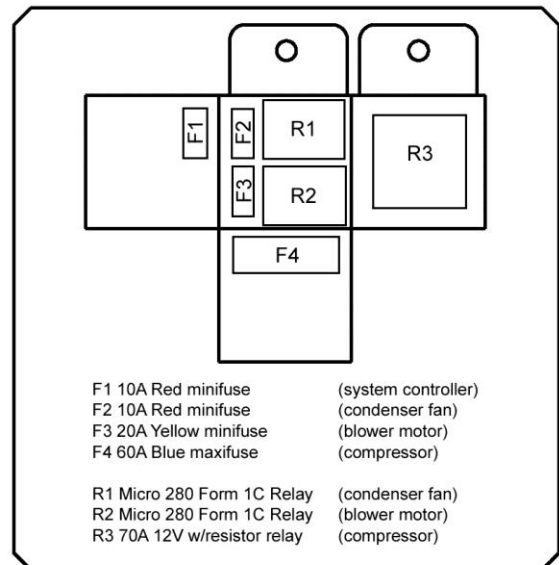 F1
F2
R1
R3
F3
R2
F4
F1 10A Red minifuse (system controller)
F2 10A Red minifuse (condenser fan)
F3 20A Yellow minifuse (blower motor)
F4 60A Blue maxifuse (compressor)
R1 Micro 280 Form 1C Relay (condenser fan)
R2 Micro 280 Form 1C Relay (blower motor)
R3 70A 12V w/resistor relay (compressor)